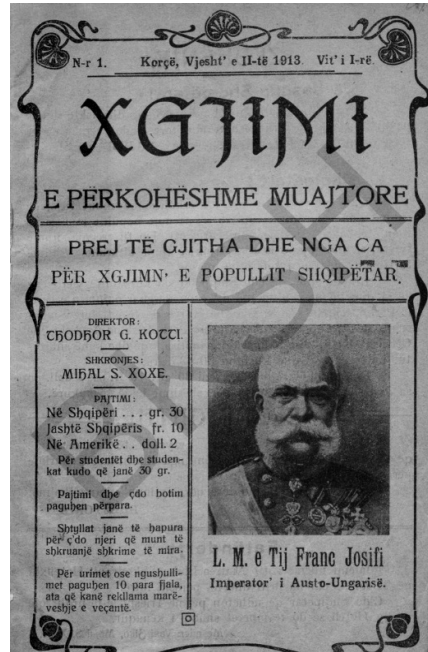 N-r 1. Korçë, Vjesht' e II-të 1913. Vit' i I-rë.
XGJIMI
E PËRKOHËSHME MUAJTORE
PREJ TË GJITHA DHE NGA CA
PËR XGJIMN' E POPULLIT SHQIPËTAR
DIREKTOR:
THODHOR G. KOTTI.
SHKRONJES:
MIHAL S. XOXE.
PAJTIMI:
Në Shqipëri . . . gr. 30
Jashtë Shqipëris fr. 10
Në Amerikë . . doll. 2
Për studentët dhe studen-
kat kudo që janë 30 gr.
Pajtimi dhe çdo botim
paguhen përpara.
Shtyllat janë të hapura
për ç'do njeri që munt të
shkruanjë shkrime të mira.
Për urimet ose ngushulli-
met paguhen 10 para fjala,
ata që kanë rekllama marë-
veshje e veçantë.
L. M. e Tij Franc Josifi
Imperator' i Austo-Ungarisë.
BKSH